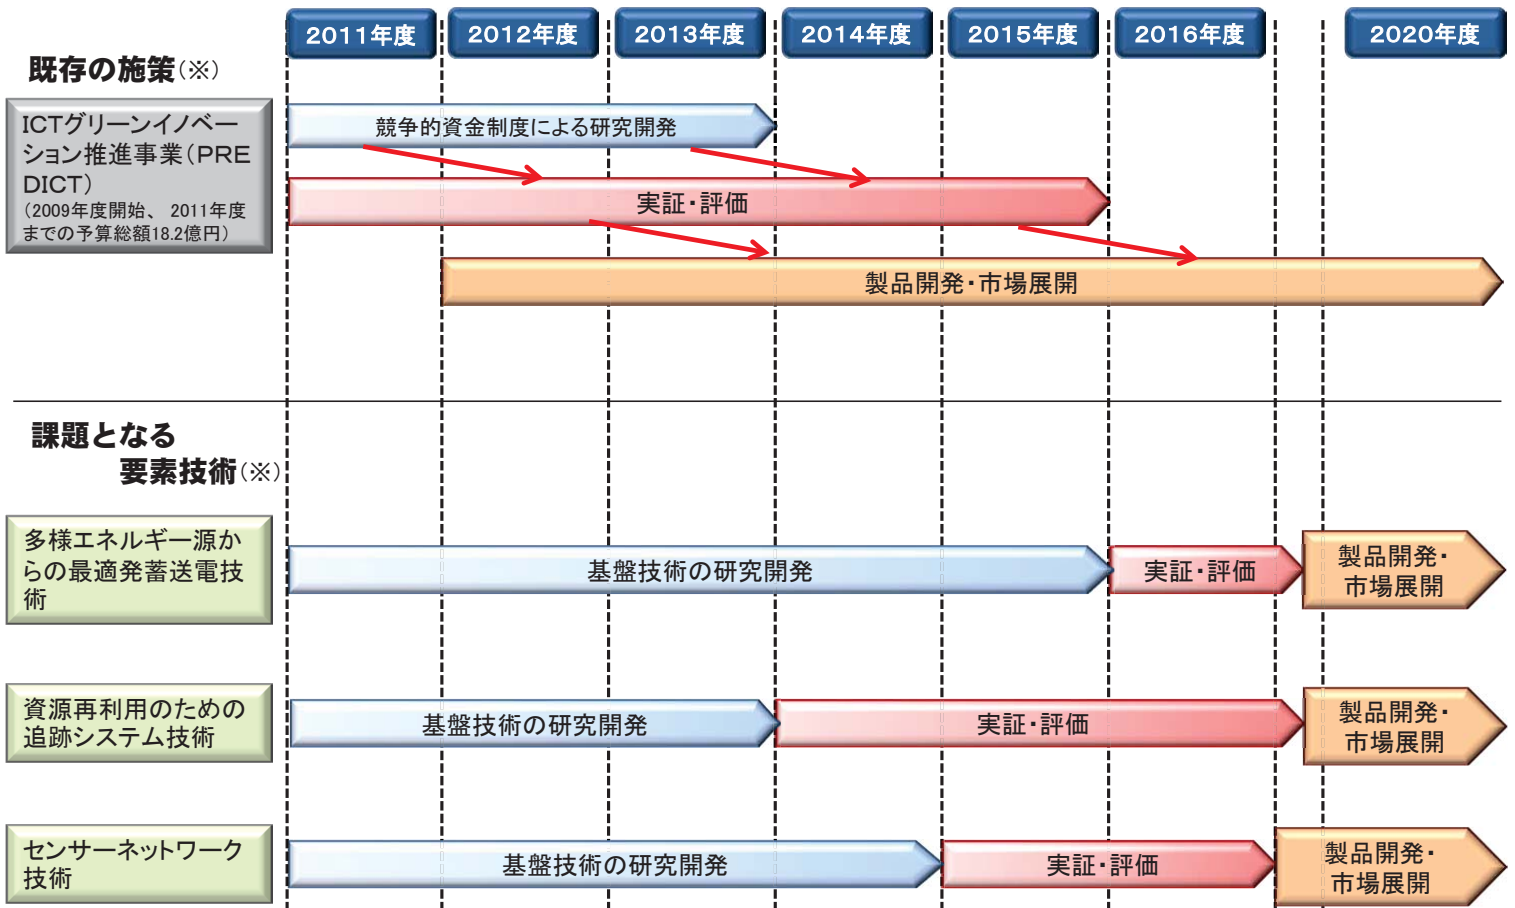 2011年度
2012年度
2013年度
2014年度
2015年度
2016年度
2020年度
既存の施策(※)
ICTグリーンイノベー
ション推進事業(PRE
DICT)
(2009年度開始、 2011年度
までの予算総額18.2億円)
競争的資金制度による研究開発
実証・評価
製品開発・市場展開
課題となる
要素技術(※)
多様エネルギー源か
らの最適発蓄送電技
術
基盤技術の研究開発
実証・評価
製品開発・
市場展開
資源再利用のための
追跡システム技術
基盤技術の研究開発
実証・評価
製品開発・
市場展開
センサーネットワーク
技術
基盤技術の研究開発
実証・評価
製品開発・
市場展開